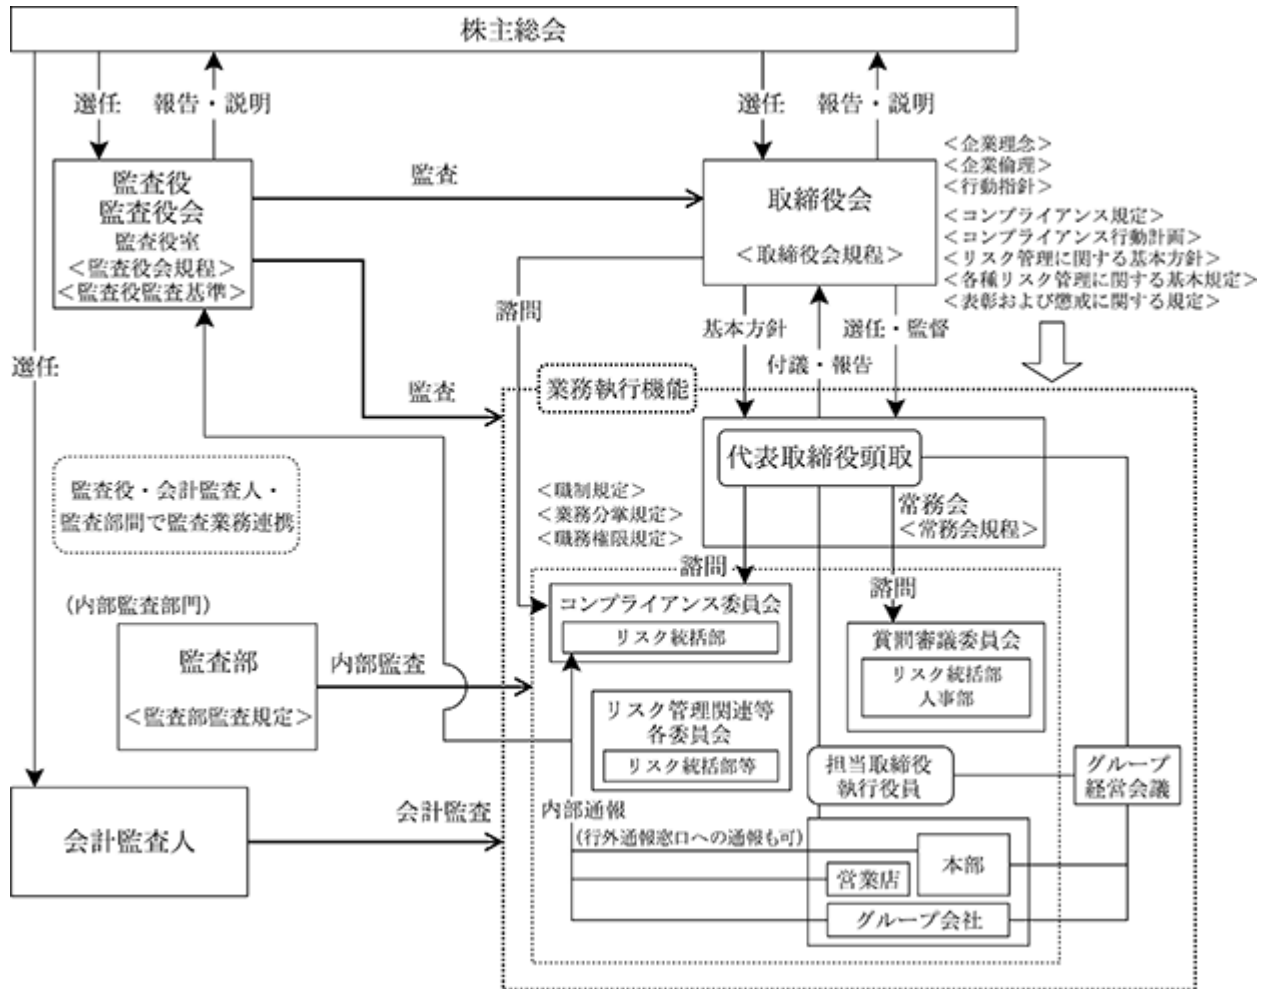 株主総会
選任
報告・説明
選任
報告・説明
監査役
監査役会
監査役室
＜監査役会規程＞
＜監査役監査基準＞
監査
取締役会
＜取締役会規程＞
＜企業理念＞
＜企業倫理＞
＜行動指針＞
＜コンプライアンス規定＞
＜コンプライアンス行動計画＞
＜リスク管理に関する基本方針＞
＜各種リスク管理に関する基本規定＞
＜表彰および懲戒に関する規定＞
諮問
基本方針
選任・監督
付議・報告
選任
監査
業務執行機能
代表取締役頭取
常務会
＜常務会規程＞
監査役・会計監査人・
監査部間で監査業務連携
＜職制規定＞
＜業務分掌規定＞
＜職務権限規定＞
諮問
諮問
(内部監査部門)
監査部
＜監査部監査規定＞
内部監査
コンプライアンス委員会
リスク統括部
賞罰審議委員会
リスク統括部
人事部
リスク管理関連等
各委員会
リスク統括部等
担当取締役
執行役員
グループ
経営会議
会計監査人
会計監査
内部通報
(行外通報窓口への通報も可)
本部
営業店
グループ会社